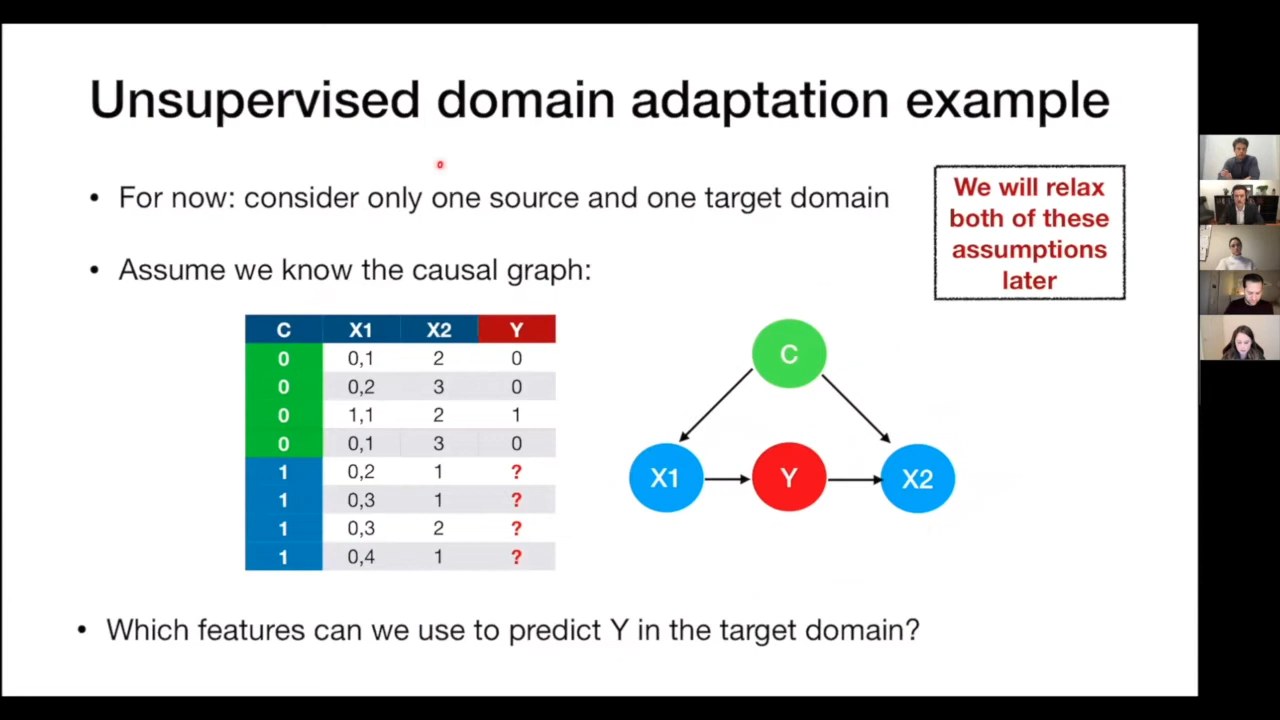 Unsupervised domain adaptation example
• For now: consider only one source and one target domain
We will relax
both of these
assumptions
later
• Assume we know the causal graph:
C X1 X2 Y
0 0,1 2 0
0 0,2 3 0
0 1,1 2 1
0 0,1 3 0
1 0,2 1 ?
1 0,3 1 ?
1 0,3 2 ?
1 0,4 1 ?
C
X1 Y X2
• Which features can we use to predict Y in the target domain?